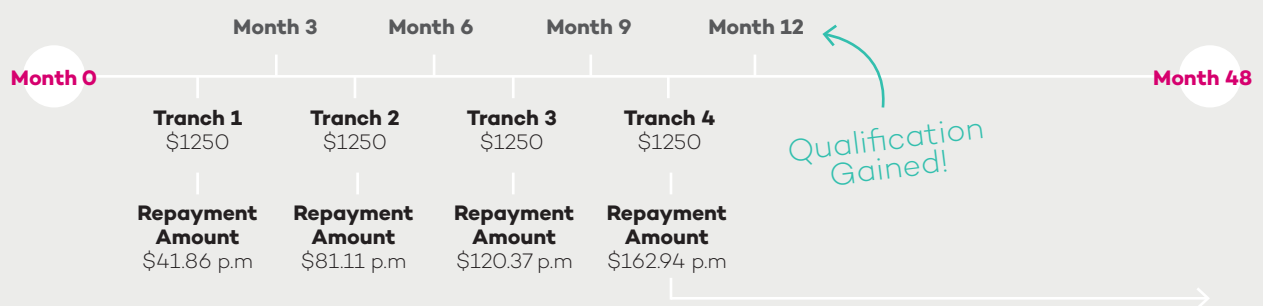 Month 3 Month 6 Month 9 Month 12
Month 0 Month 48
Tranch 1 Tranch 2 Tranch 3 Tranch 4
$1250 $1250 $1250 $1250
Qualification
Gained!
Repayment Repayment Repayment Repayment
Amount Amount Amount Amount
$41.86 p.m $81.11 p.m $120.37 p.m $162.94 p.m